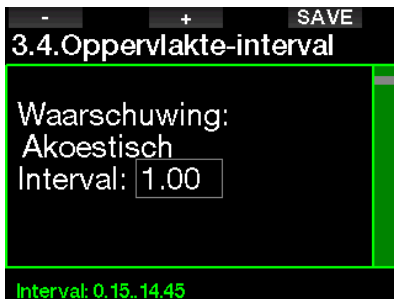 - + SAVE
3.4.Oppervlakte-interval
Waarschuwing:
Akoestisch
Interval: 1.00
Interval: 0.15..14.45